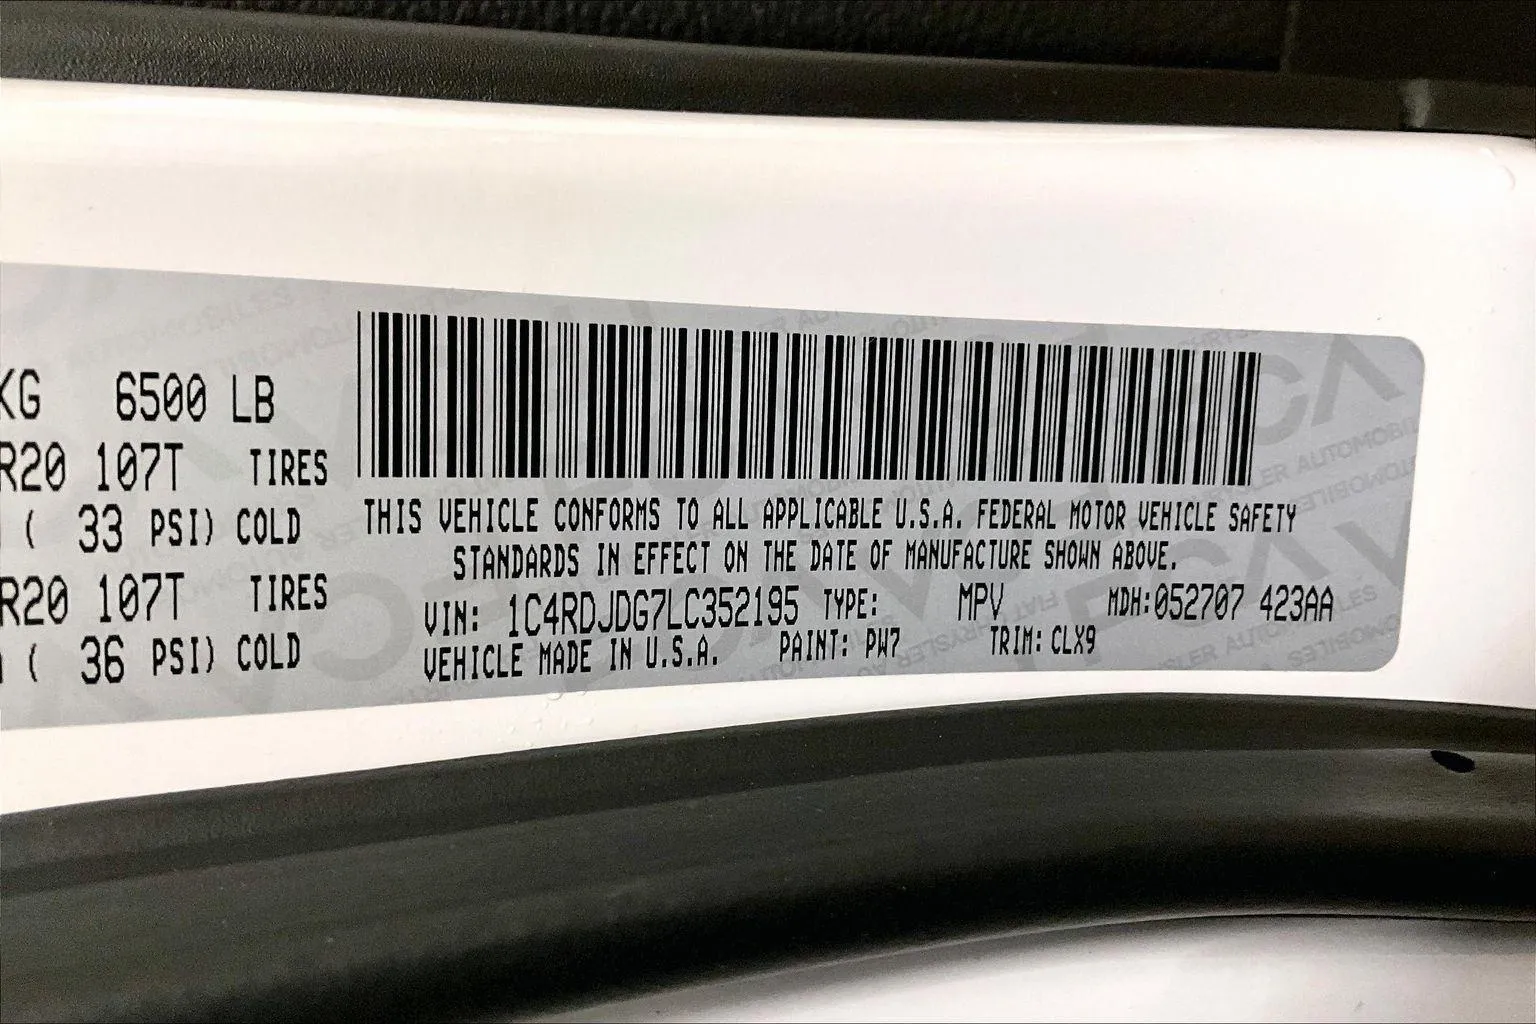 KG 6500 LB
R20 107T TIRES
( 33 PSI) COLD
R20 107T TIRES
( 36 PSI) COLD
THIS VEHICLE CONFORMS TO ALL APPLICABLE U.S.A. FEDERAL MOTOR VEHICLE SAFETY
STANDARDS IN EFFECT ON THE DATE OF MANUFACTURE SHOWN ABOVE.
VIN: 1C4RDJDG7LC352195 TYPE: MPV MDH:052707 423AA
VEHICLE MADE IN U.S.A. PAINT: PW7 TRIM: CLX9